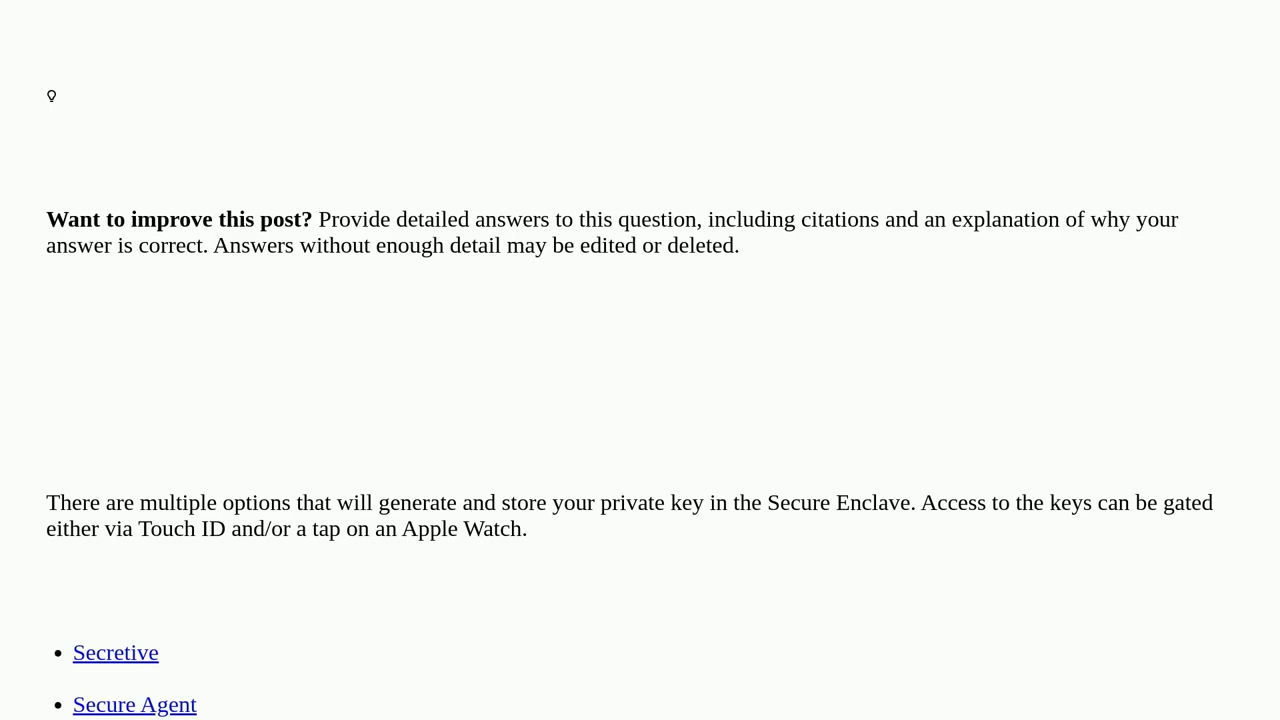 Want to improve this post? Provide detailed answers to this question, including citations and an explanation of why your
answer is correct. Answers without enough detail may be edited or deleted.
There are multiple options that will generate and store your private key in the Secure Enclave. Access to the keys can be gated
either via Touch ID and/or a tap on an Apple Watch.
• Secretive
• Secure Agent